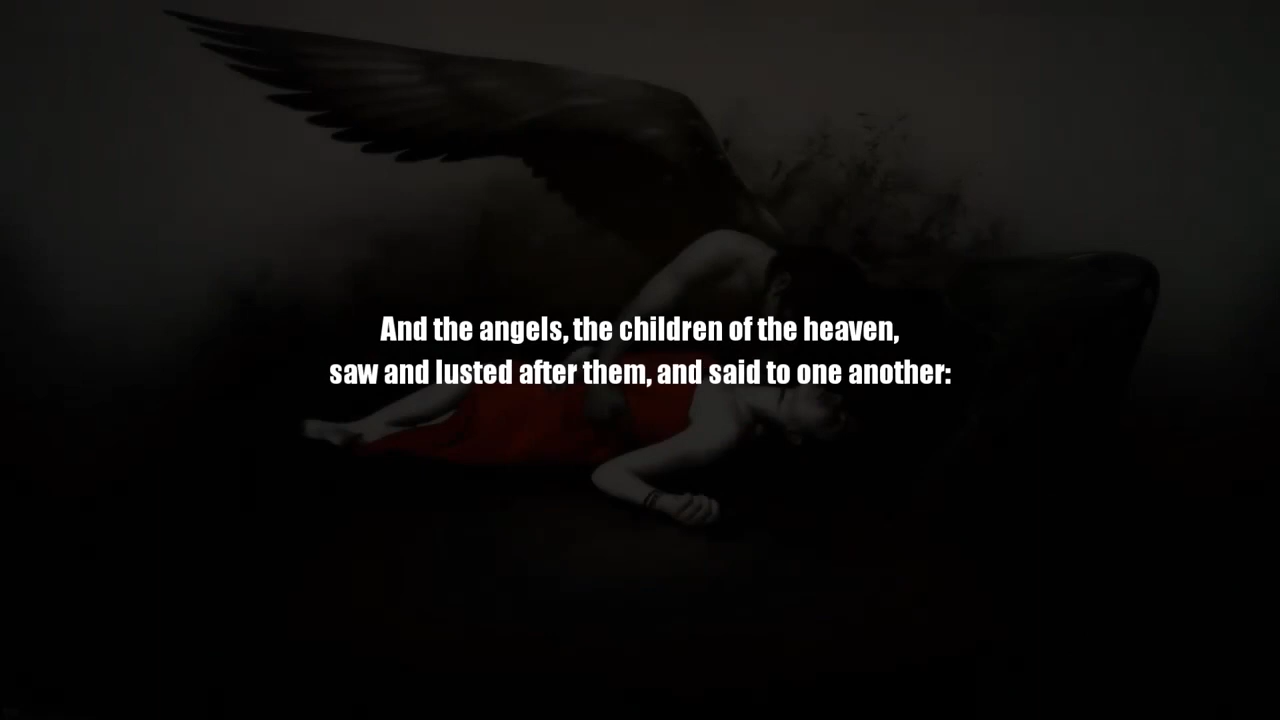 And the angels, the children of the heaven,
saw and lusted after them, and said to one another: